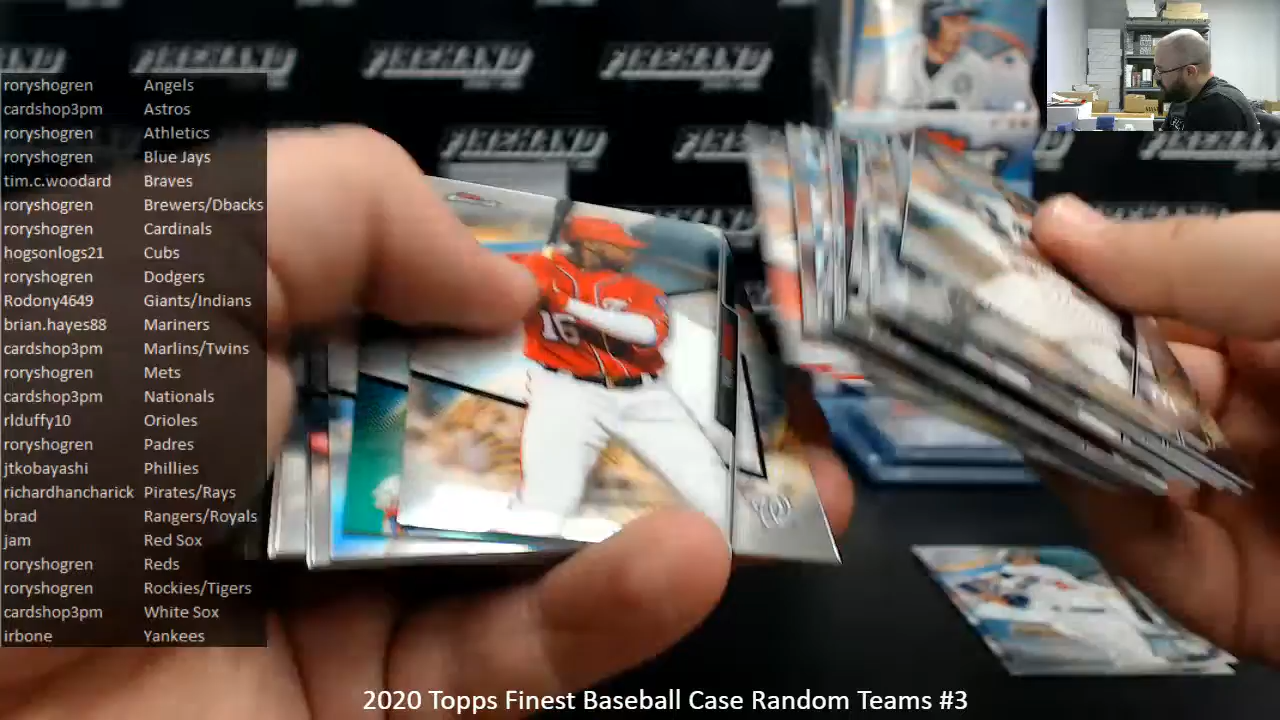 FIREHAND FIREHAND FIREHAND
FIREHAND
roryshogren Angels
cardshop3pm Astros
roryshogren Athletics
roryshogren Blue Jays
tim.c.woodard Braves
roryshogren Brewers/Dbacks
roryshogren Cardinals
hogsonlogs21 Cubs
roryshogren Dodgers
Rodony4649 Giants/Indians
brian.hayes88 Mariners
cardshop3pm Marlins/Twins
roryshogren Mets
cardshop3pm Nationals
rlduffy10 Orioles
roryshogren Padres
jtkobayashi Phillies
richardhancharick Pirates/Rays
brad Rangers/Royals
jam Red Sox
roryshogren Reds
roryshogren Rockies/Tigers
cardshop3pm White Sox
irbone Yankees
16
W
2020 Topps Finest Baseball Case Random Teams #3